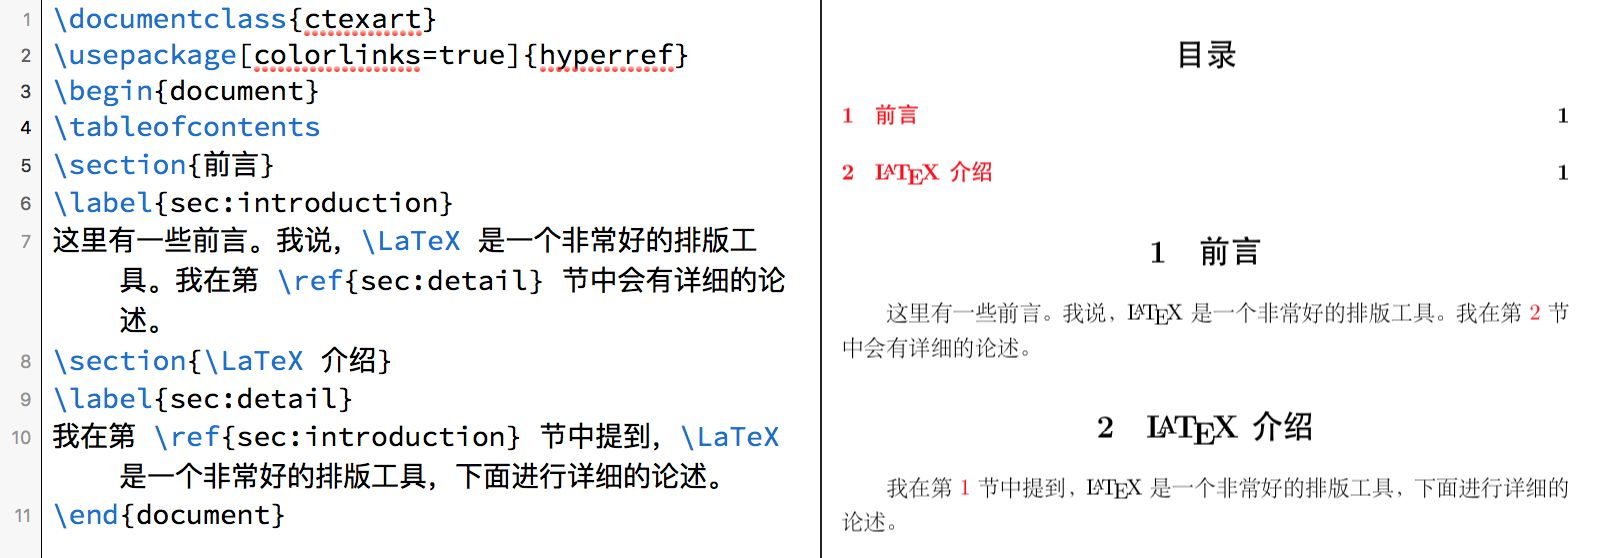 1 \documentclass{ctexart}
2 \usepackage[colorlinks=true]{hyperref}
3 \begin{document}
4 \tableofcontents
5 \section{前言}
6 \label{sec:introduction}
7 这里有一些前言。我说，\LaTeX 是一个非常好的排版工
具。我在第 \ref{sec:detail} 节中会有详细的论
述。
8 \section{\LaTeX 介绍}
9 \label{sec:detail}
10 我在第 \ref{sec:introduction} 节中提到，\LaTeX
是一个非常好的排版工具，下面进行详细的论述。
11 \end{document}
目录
1 前言 1
2 LATEX 介绍 1
1 前言
这里有一些前言。我说，LATEX 是一个非常好的排版工具。我在第 2 节
中会有详细的论述。
2 LATEX 介绍
我在第 1 节中提到，LATEX 是一个非常好的排版工具，下面进行详细的
论述。